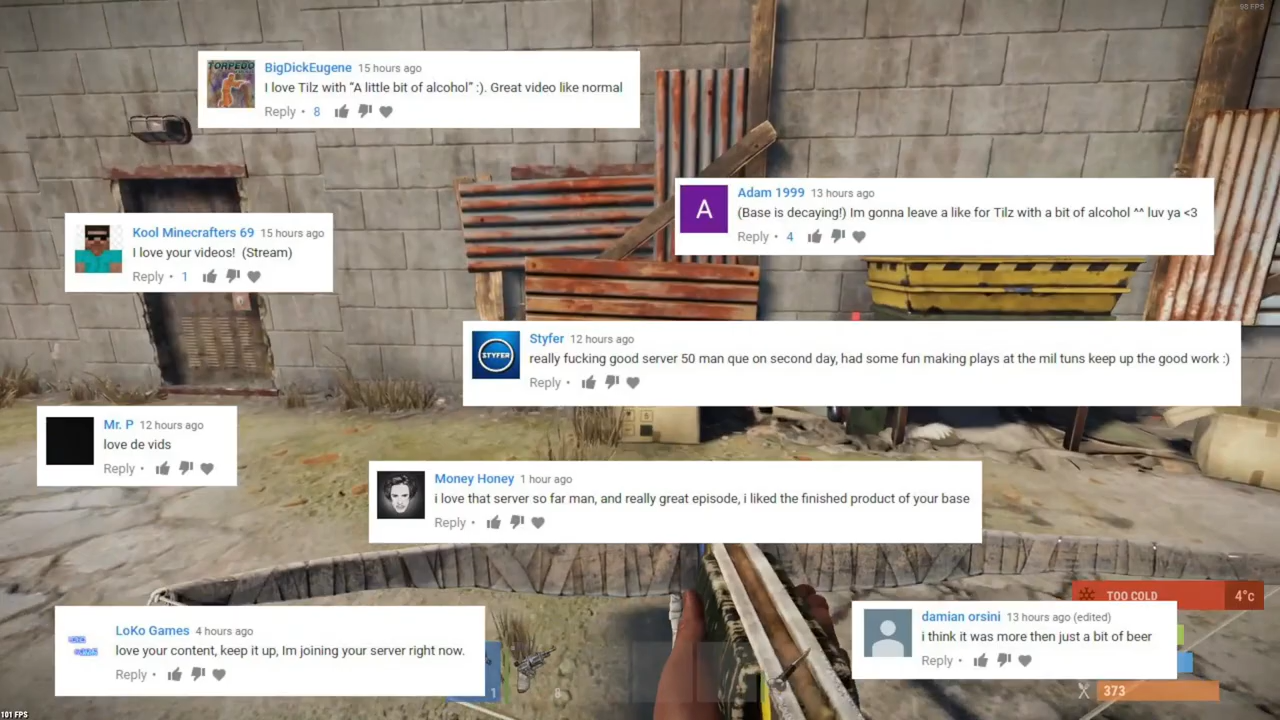 98 FPS
TORPEDO
BigDickEugene 15 hours ago
I love Tilz with “A little bit of alcohol” :). Great video like normal
Reply • 8
A
Adam 1999 13 hours ago
(Base is decaying!) Im gonna leave a like for Tilz with a bit of alcohol ^^ luv ya <3
Reply • 4
Kool Minecrafters 69 15 hours ago
I love your videos! (Stream)
Reply • 1
STYFER
Styfer 12 hours ago
really fucking good server 50 man que on second day, had some fun making plays at the mil tuns keep up the good work :)
Reply •
Mr. P 12 hours ago
love de vids
Reply •
Money Honey 1 hour ago
i love that server so far man, and really great episode, i liked the finished product of your base
Reply •
TOO COLD 4°c
LOKO GAMES
LoKo Games 4 hours ago
love your content, keep it up, Im joining your server right now.
Reply •
damian orsini 13 hours ago (edited)
i think it was more then just a bit of beer
Reply •
1
8
373
101 FPS